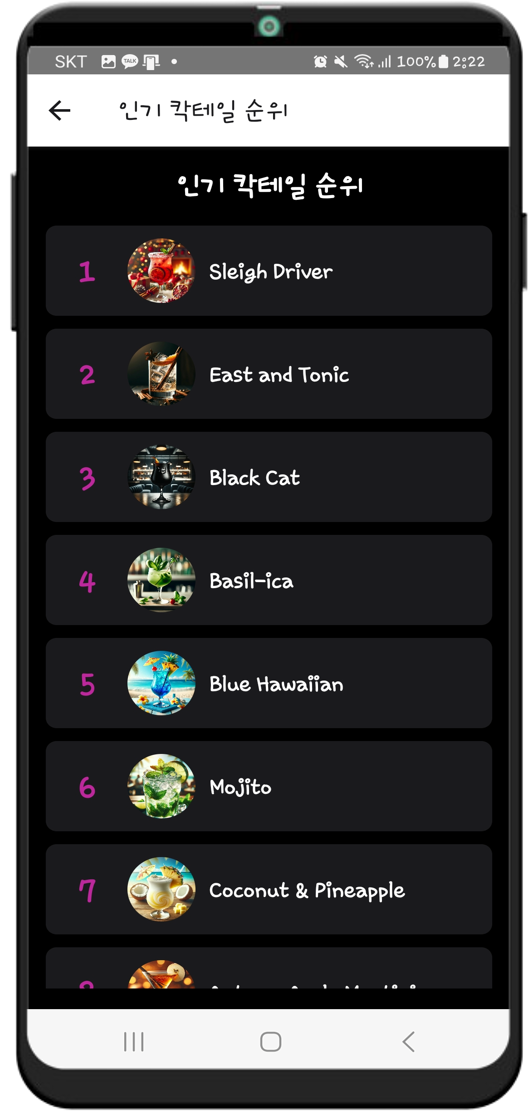 SKT 100% 2:22
인기 칵테일 순위
인기 칵테일 순위
1 Sleigh Driver
2 East and Tonic
3 Black Cat
4 Basil-ica
5 Blue Hawaiian
6 Mojito
7 Coconut & Pineapple